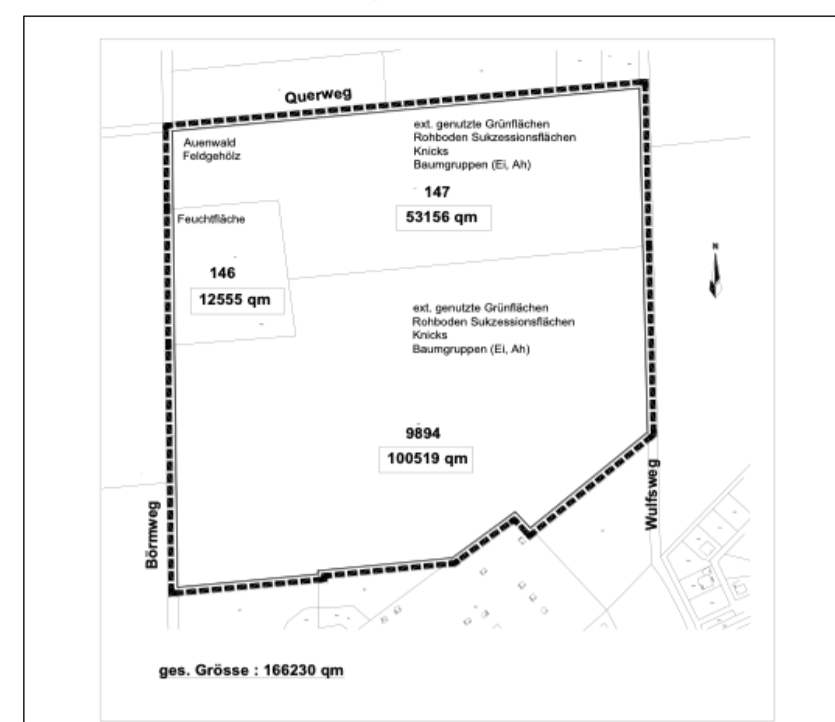 Querweg
Auenwald
Feldgehölz
ext. genutzte Grünflächen
Rohboden Sukzessionsflächen
Knicks
Baumgruppen (Ei, Ah)
147
53156 qm
Feuchtfläche
146
12555 qm
N
ext. genutzte Grünflächen
Rohboden Sukzessionsflächen
Knicks
Baumgruppen (Ei, Ah)
9894
100519 qm
Wulfsweg
Börmweg
ges. Grösse : 166230 qm